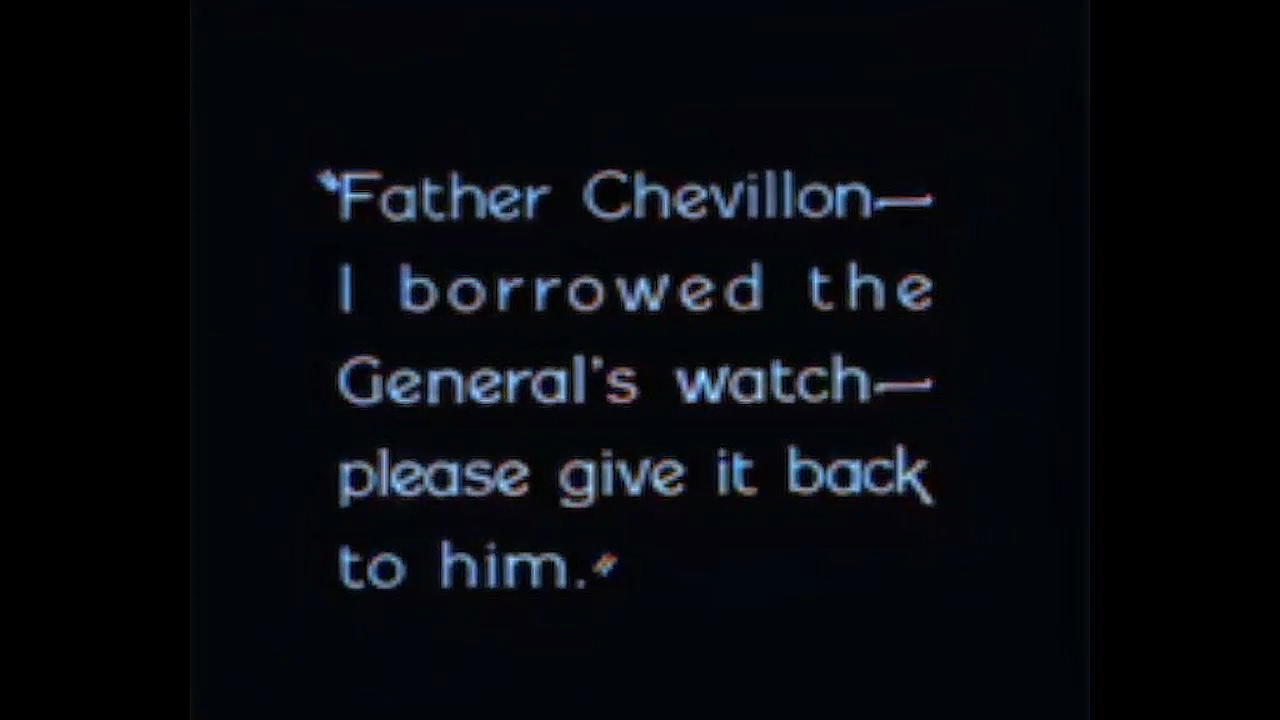 "Father Chevillon—
I borrowed the
General's watch—
please give it back
to him."